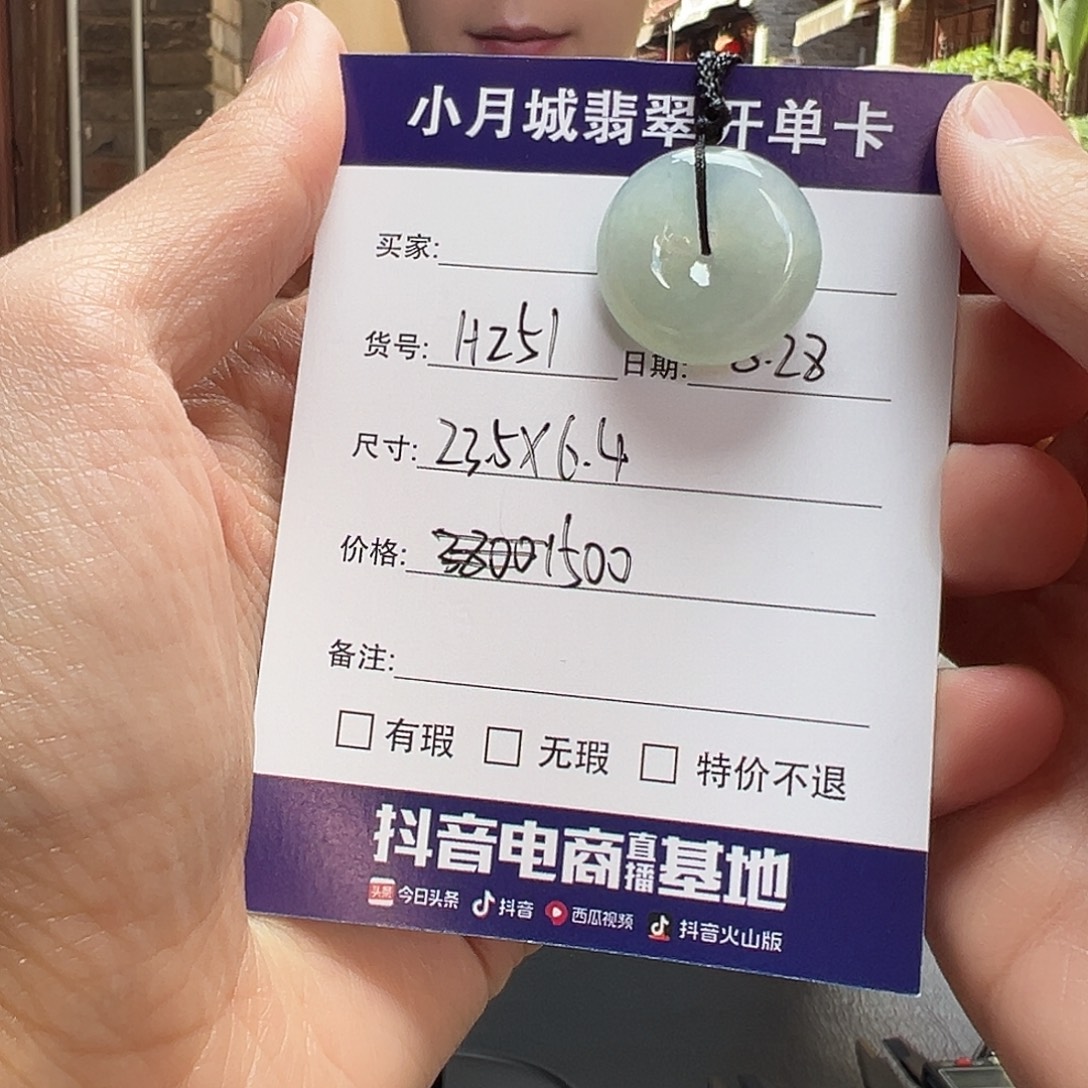 小月城翡翠开单卡
买家:
货号: HZ51 日期: 8.28
尺寸: 23.5X6.4
价格: 1500
备注:
有瑕 无瑕 特价不退
抖音电商直播基地
头条 今日头条 抖音 西瓜视频 抖音火山版